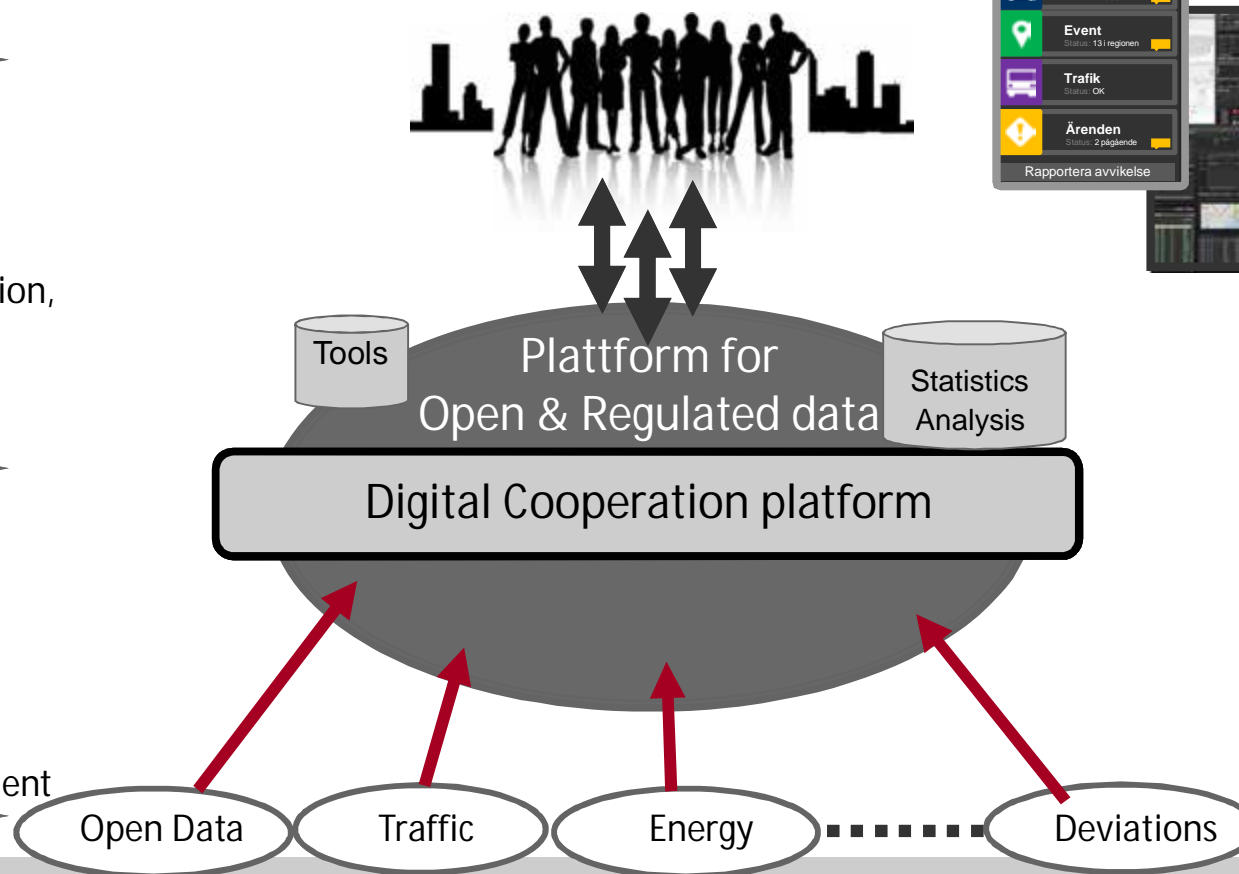 Event
Status: 13 i regionen
Trafik
Status: OK
Ärenden
Status: 2 pågående
Rapportera avvikelse
ion,
Tools
Plattform for
Open & Regulated data
Statistics
Analysis
Digital Cooperation platform
ent
Open Data
Traffic
Energy
Deviations